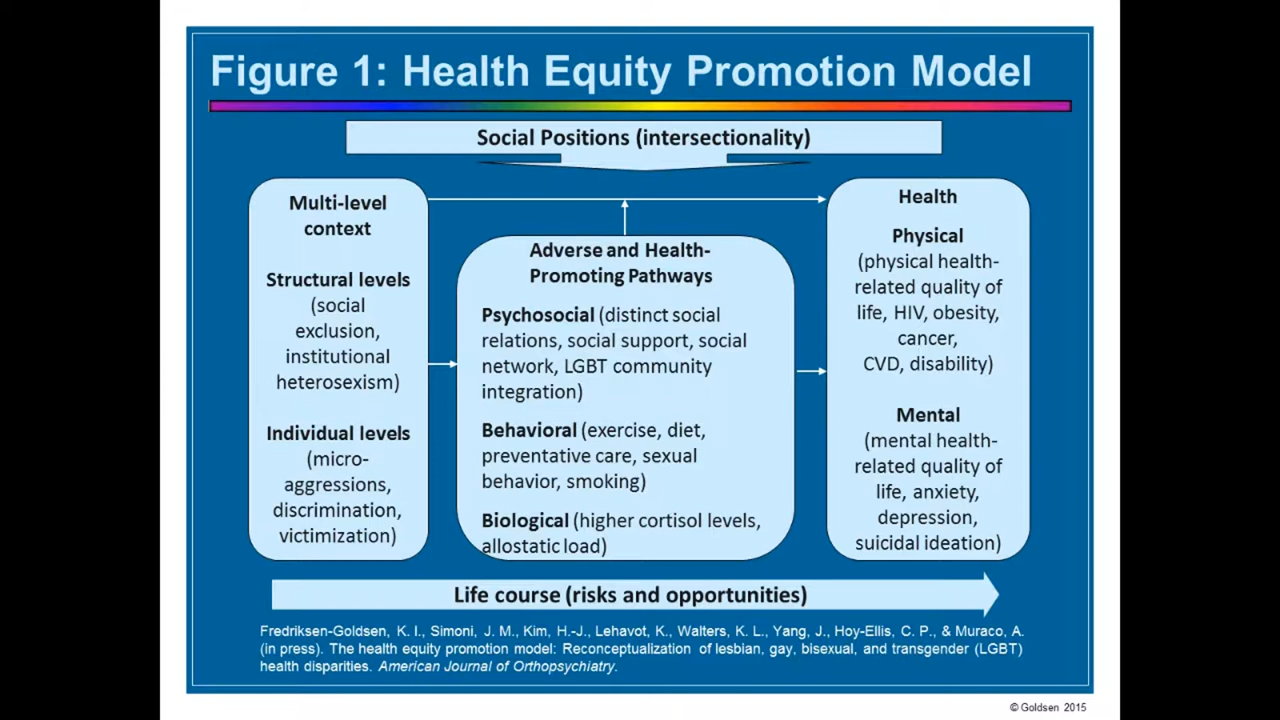 Figure 1: Health Equity Promotion Model
Social Positions (intersectionality)
Multi-level
context
Structural levels
(social
exclusion,
institutional
heterosexism)
Individual levels
(micro-
aggressions,
discrimination,
victimization)
Adverse and Health-
Promoting Pathways
Psychosocial (distinct social
relations, social support, social
network, LGBT community
integration)
Behavioral (exercise, diet,
preventative care, sexual
behavior, smoking)
Biological (higher cortisol levels,
allostatic load)
Health
Physical
(physical health-
related quality of
life, HIV, obesity,
cancer,
CVD, disability)
Mental
(mental health-
related quality of
life, anxiety,
depression,
suicidal ideation)
Life course (risks and opportunities)
Fredriksen-Goldsen, K. I., Simoni, J. M., Kim, H.-J., Lehavot, K., Walters, K. L., Yang, J., Hoy-Ellis, C. P., & Muraco, A.
(in press). The health equity promotion model: Reconceptualization of lesbian, gay, bisexual, and transgender (LGBT)
health disparities. American Journal of Orthopsychiatry.
© Goldsen 2015